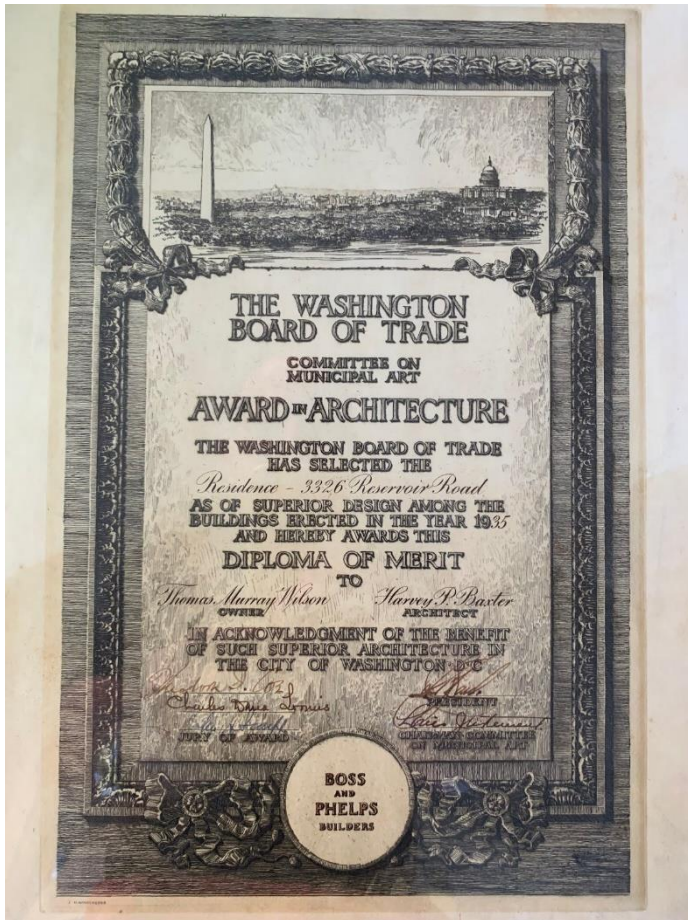 THE WASHINGTON
BOARD OF TRADE
COMMITTEE ON
MUNICIPAL ART
AWARD IN ARCHITECTURE
THE WASHINGTON BOARD OF TRADE
HAS SELECTED THE
Residence - 3326 Reservoir Road
AS OF SUPERIOR DESIGN AMONG THE
BUILDINGS ERECTED IN THE YEAR 1935
AND HEREBY AWARDS THIS
DIPLOMA OF MERIT
TO
Thomas Murray Wilson Harvey P. Baxter
OWNER ARCHITECT
IN ACKNOWLEDGMENT OF THE BENEFIT
OF SUCH SUPERIOR ARCHITECTURE IN
THE CITY OF WASHINGTON D·C
PRESIDENT
Charles
JURY OF AWARD CHAIRMAN COMMITTEE
ON MUNICIPAL ART
BOSS
AND
PHELPS
BUILDERS